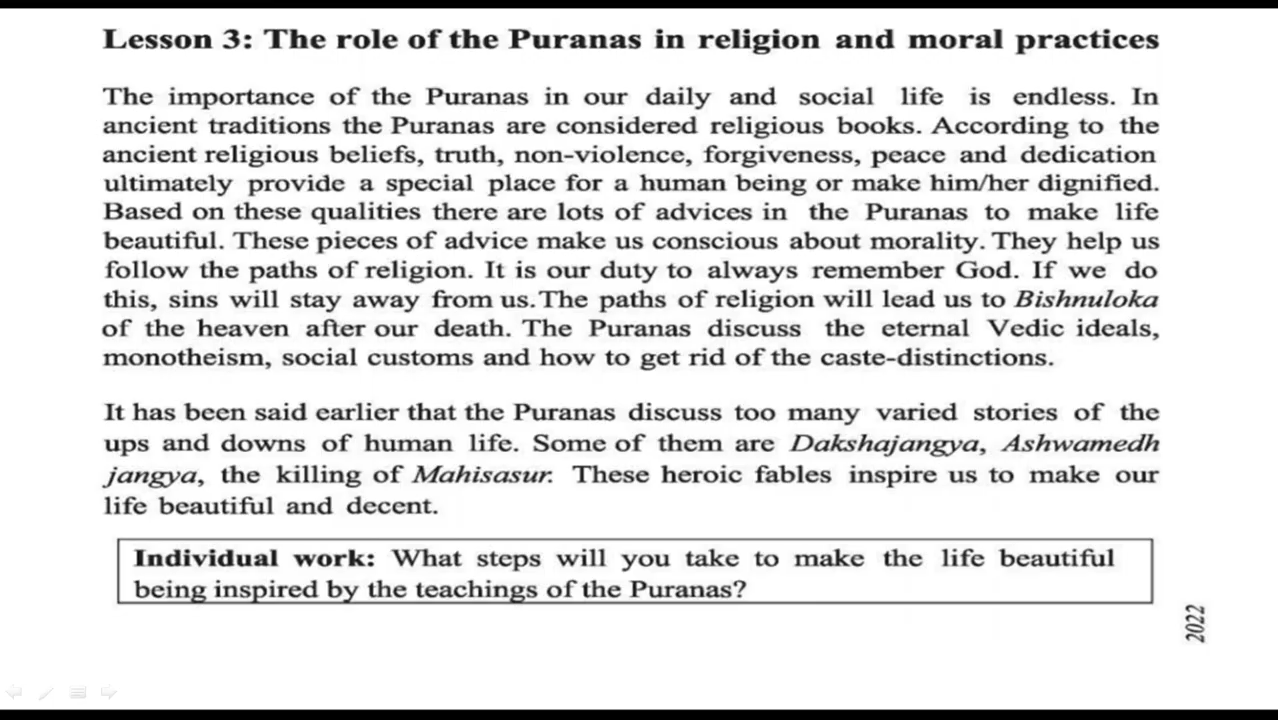 Lesson 3: The role of the Puranas in religion and moral practices
The importance of the Puranas in our daily and social life is endless. In
ancient traditions the Puranas are considered religious books. According to the
ancient religious beliefs, truth, non-violence, forgiveness, peace and dedication
ultimately provide a special place for a human being or make him/her dignified.
Based on these qualities there are lots of advices in the Puranas to make life
beautiful. These pieces of advice make us conscious about morality. They help us
follow the paths of religion. It is our duty to always remember God. If we do
this, sins will stay away from us. The paths of religion will lead us to Bishnuloka
of the heaven after our death. The Puranas discuss the eternal Vedic ideals,
monotheism, social customs and how to get rid of the caste-distinctions.
It has been said earlier that the Puranas discuss too many varied stories of the
ups and downs of human life. Some of them are Dakshajangya, Ashwamedh
jangya, the killing of Mahisasur. These heroic fables inspire us to make our
life beautiful and decent.
Individual work: What steps will you take to make the life beautiful
being inspired by the teachings of the Puranas?
2022